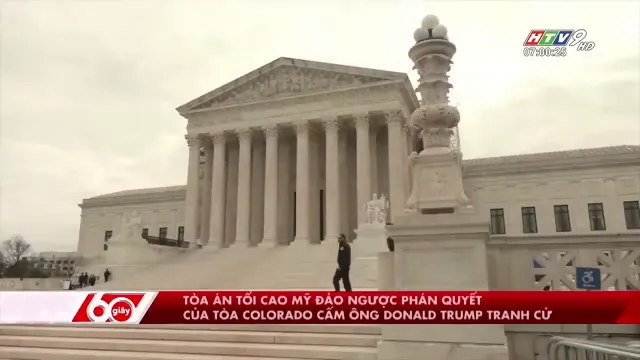 HTV9 HD
07:00:25
60 giây
TÒA ÁN TỐI CAO MỸ ĐẢO NGƯỢC PHÁN QUYẾT
CỦA TÒA COLORADO CẤM ÔNG DONALD TRUMP TRANH CỬ